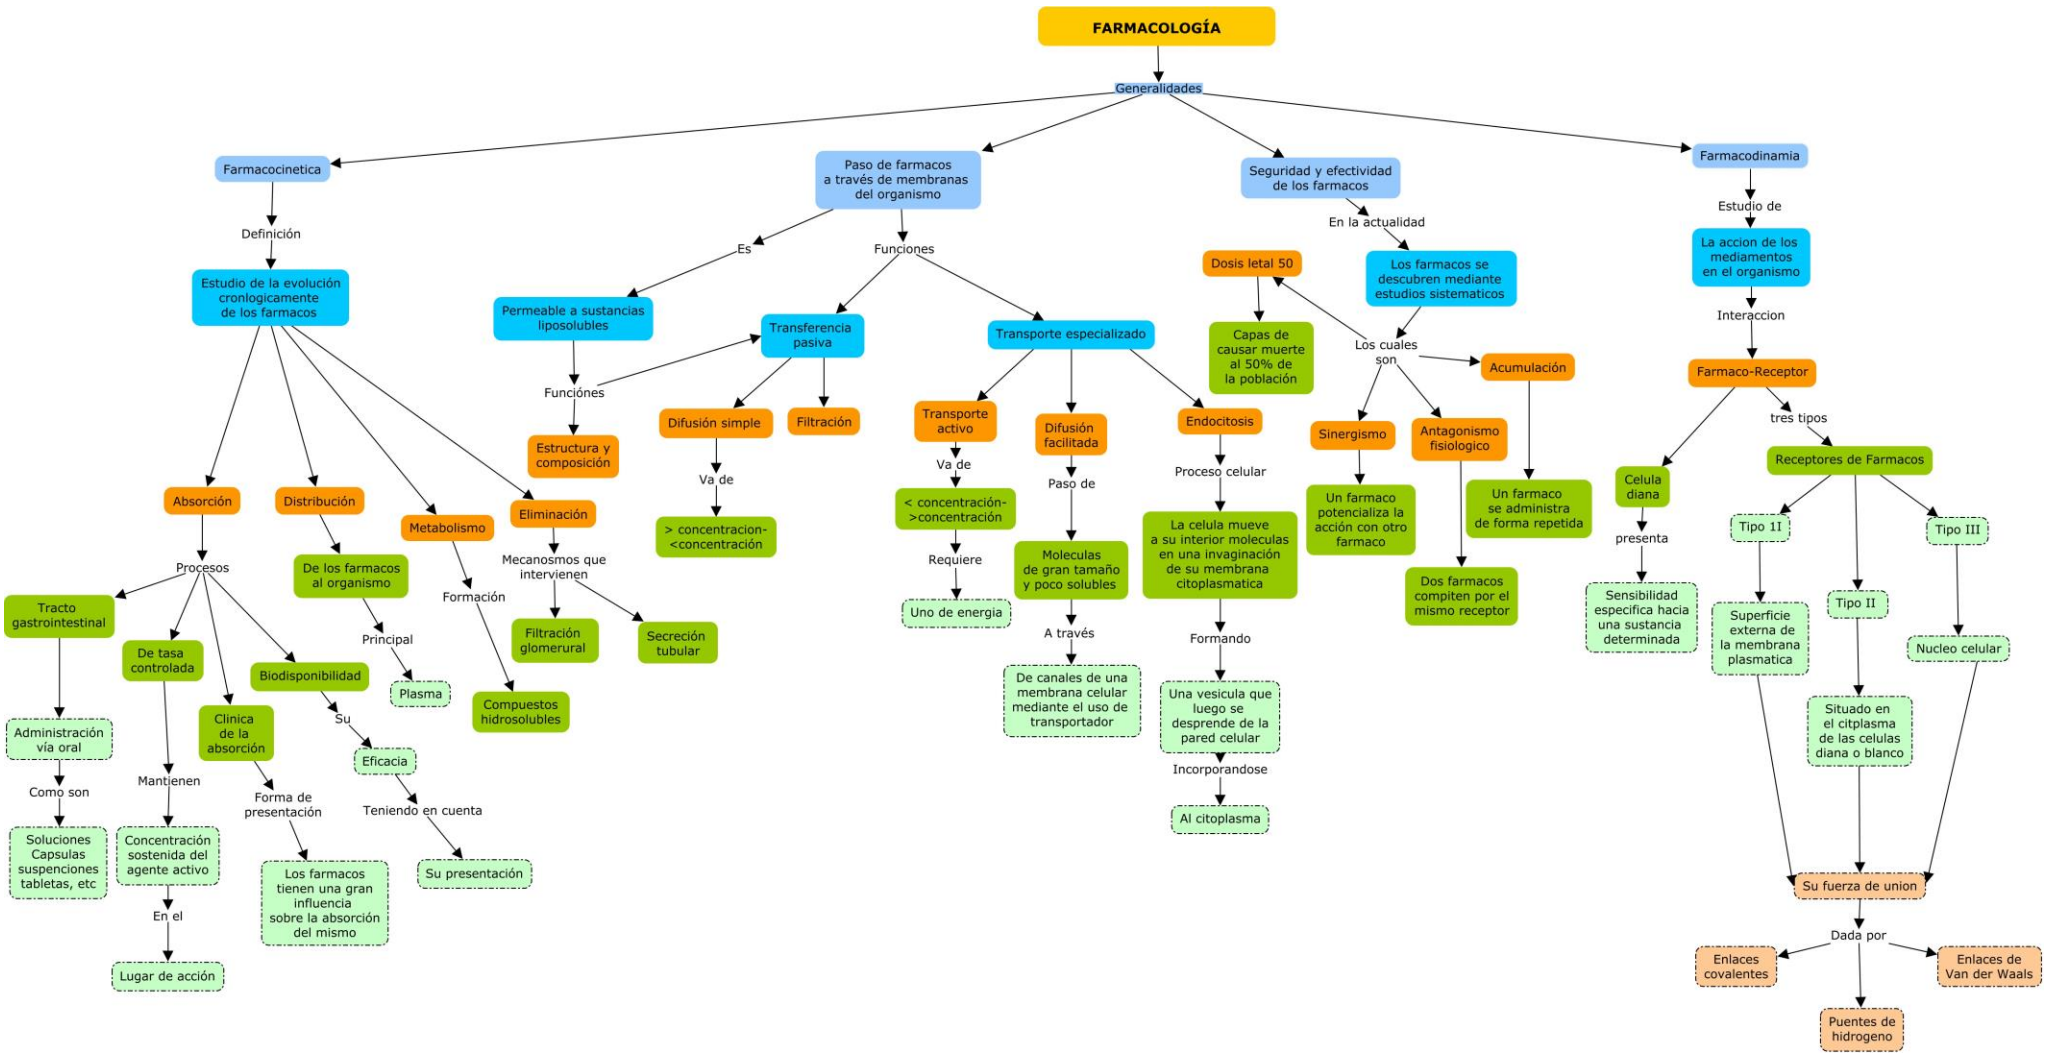 FARMACOLOGÍA
Generalidades
Farmacocinetica
Definición
Estudio de la evolución
cronlogicamente
de los farmacos
Absorción
Procesos
Tracto
gastrointestinal
Administración
vía oral
Como son
Soluciones
Capsulas
suspenciones
tabletas, etc
De tasa
controlada
Mantienen
Concentración
sostenida del
agente activo
En el
Lugar de acción
Clinica
de la
absorción
Forma de
presentación
Los farmacos
tienen una gran
influencia
sobre la absorción
del mismo
Biodisponibilidad
Su
Eficacia
Teniendo en cuenta
Su presentación
Distribución
De los farmacos
al organismo
Principal
Plasma
Metabolismo
Formación
Compuestos
hidrosolubles
Eliminación
Mecanosmos que
intervienen
Filtración
glomerural
Secreción
tubular
Paso de farmacos
a través de membranas
del organismo
Es
Permeable a sustancias
liposolubles
Funciónes
Estructura y
composición
Funciones
Transferencia
pasiva
Difusión simple
Va de
> concentracion-
<concentración
Filtración
Transporte especializado
Transporte
activo
Va de
< concentración-
>concentración
Requiere
Uno de energia
Difusión
facilitada
Paso de
Moleculas
de gran tamaño
y poco solubles
A través
De canales de una
membrana celular
mediante el uso de
transportador
Endocitosis
Proceso celular
La celula mueve
a su interior moleculas
en una invaginación
de su membrana
citoplasmatica
Formando
Una vesicula que
luego se
desprende de la
pared celular
Incorporandose
Al citoplasma
Seguridad y efectividad
de los farmacos
En la actualidad
Los farmacos se
descubren mediante
estudios sistematicos
Los cuales
son
Dosis letal 50
Capas de
causar muerte
al 50% de
la población
Sinergismo
Un farmaco
potencializa la
acción con otro
farmaco
Antagonismo
fisiologico
Dos farmacos
compiten por el
mismo receptor
Acumulación
Un farmaco
se administra
de forma repetida
Farmacodinamia
Estudio de
La accion de los
mediamentos
en el organismo
Interaccion
Farmaco-Receptor
Celula
diana
presenta
Sensibilidad
especifica hacia
una sustancia
determinada
tres tipos
Receptores de Farmacos
Tipo 1I
Superficie
externa de
la membrana
plasmatica
Tipo II
Situado en
el citplasma
de las celulas
diana o blanco
Tipo III
Nucleo celular
Su fuerza de union
Dada por
Enlaces
covalentes
Puentes de
hidrogeno
Enlaces de
Van der Waals